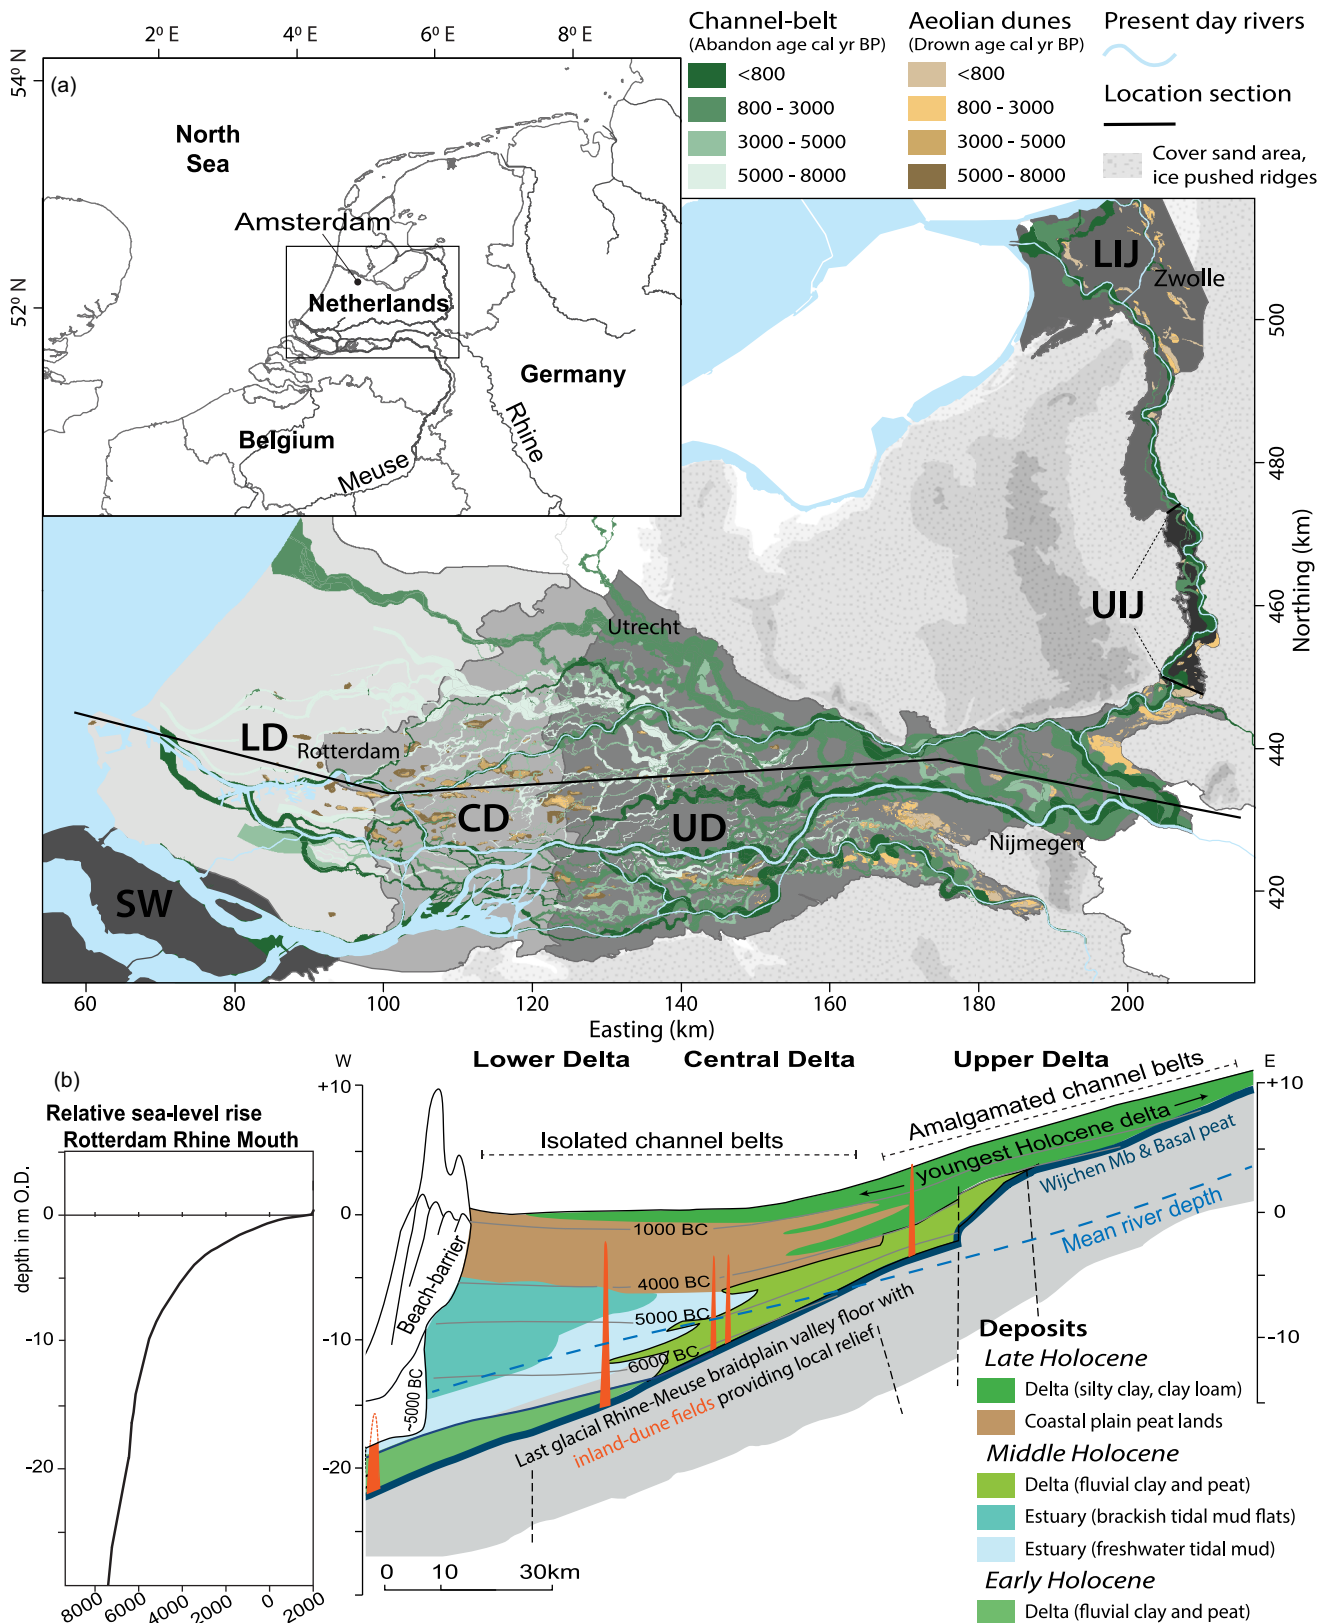 Channel-belt
(Abandon age cal yr BP)
<800
800 - 3000
3000 - 5000
5000 - 8000
Aeolian dunes
(Drown age cal yr BP)
<800
800 - 3000
3000 - 5000
5000 - 8000
Present day rivers
Location section
Cover sand area,
ice pushed ridges
2° E
4° E
6° E
8° E
54° N
52° N
(a)
North
Sea
Amsterdam
Netherlands
Germany
Belgium
Meuse
Rhine
LIJ
Zwolle
UIJ
Utrecht
LD
Rotterdam
CD
UD
Nijmegen
SW
500
480
460
440
420
Northing (km)
60
80
100
120
140
160
180
200
Easting (km)
(b)
Relative sea-level rise
Rotterdam Rhine Mouth
depth in m O.D.
0
-10
-20
8000
6000
4000
2000
0
2000
W
E
Lower Delta
Central Delta
Upper Delta
+10
0
-10
-20
+10
0
-10
Isolated channel belts
Amalgamated channel belts
youngest Holocene delta
Wijchen Mb & Basal peat
Mean river depth
Beach-barrier
~5000 BC
1000 BC
4000 BC
5000 BC
6000 BC
Last glacial Rhine-Meuse braidplain valley floor with
inland-dune fields providing local relief
0
10
30km
Deposits
Late Holocene
Delta (silty clay, clay loam)
Coastal plain peat lands
Middle Holocene
Delta (fluvial clay and peat)
Estuary (brackish tidal mud flats)
Estuary (freshwater tidal mud)
Early Holocene
Delta (fluvial clay and peat)